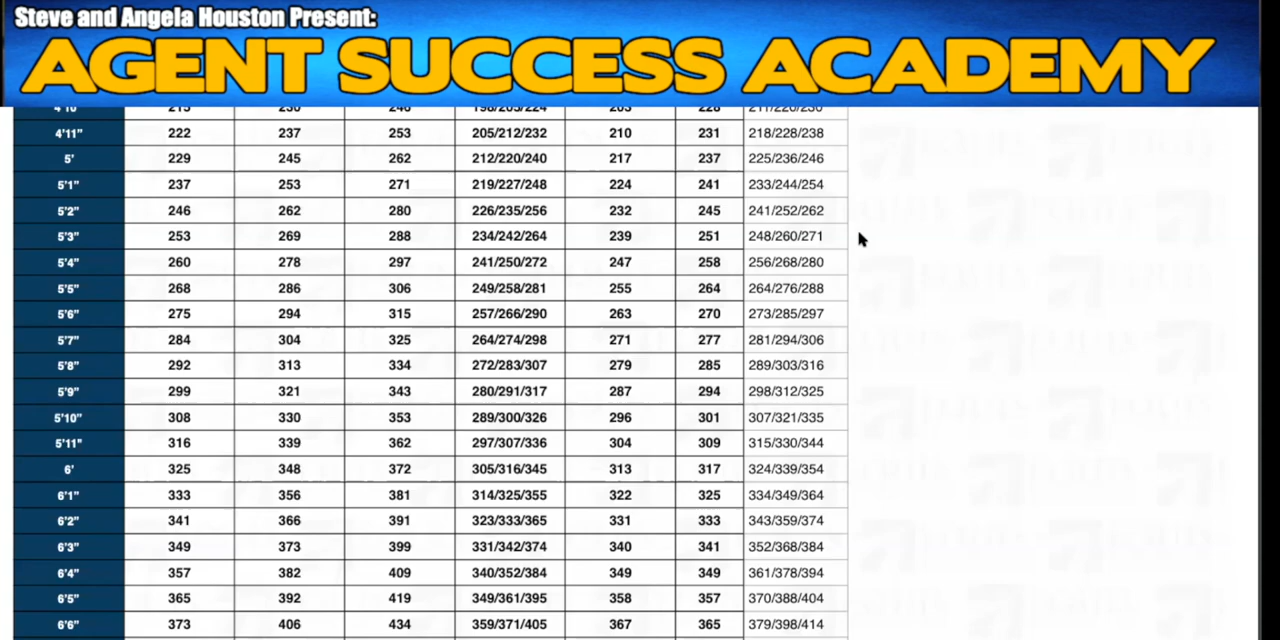 Steve and Angela Houston Present:
AGENT SUCCESS ACADEMY
4'10" 215 230 246 198/205/224 203 228 211/220/230
4'11" 222 237 253 205/212/232 210 231 218/228/238
5' 229 245 262 212/220/240 217 237 225/236/246
5'1" 237 253 271 219/227/248 224 241 233/244/254
5'2" 246 262 280 226/235/256 232 245 241/252/262
5'3" 253 269 288 234/242/264 239 251 248/260/271
5'4" 260 278 297 241/250/272 247 258 256/268/280
5'5" 268 286 306 249/258/281 255 264 264/276/288
5'6" 275 294 315 257/266/290 263 270 273/285/297
5'7" 284 304 325 264/274/298 271 277 281/294/306
5'8" 292 313 334 272/283/307 279 285 289/303/316
5'9" 299 321 343 280/291/317 287 294 298/312/325
5'10" 308 330 353 289/300/326 296 301 307/321/335
5'11" 316 339 362 297/307/336 304 309 315/330/344
6' 325 348 372 305/316/345 313 317 324/339/354
6'1" 333 356 381 314/325/355 322 325 334/349/364
6'2" 341 366 391 323/333/365 331 333 343/359/374
6'3" 349 373 399 331/342/374 340 341 352/368/384
6'4" 357 382 409 340/352/384 349 349 361/378/394
6'5" 365 392 419 349/361/395 358 357 370/388/404
6'6" 373 406 434 359/371/405 367 365 379/398/414